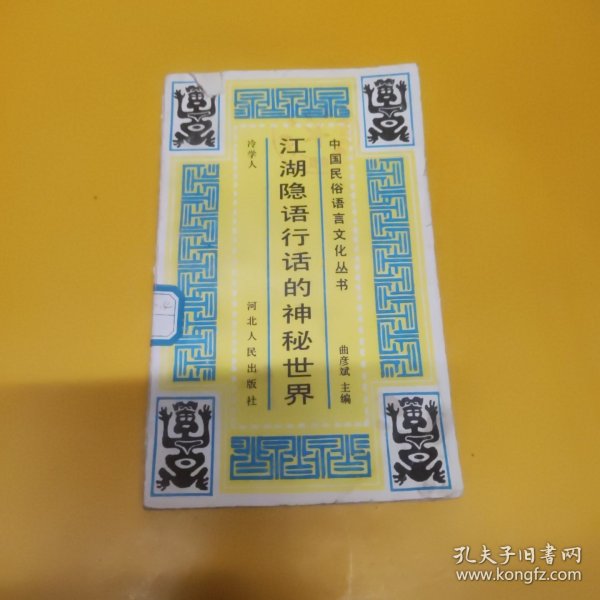 中国民俗语言文化丛书
曲彦斌 主编
江湖隐语行话的神秘世界
冷学人
河北人民出版社
孔夫子旧书网
www.kongfz.com